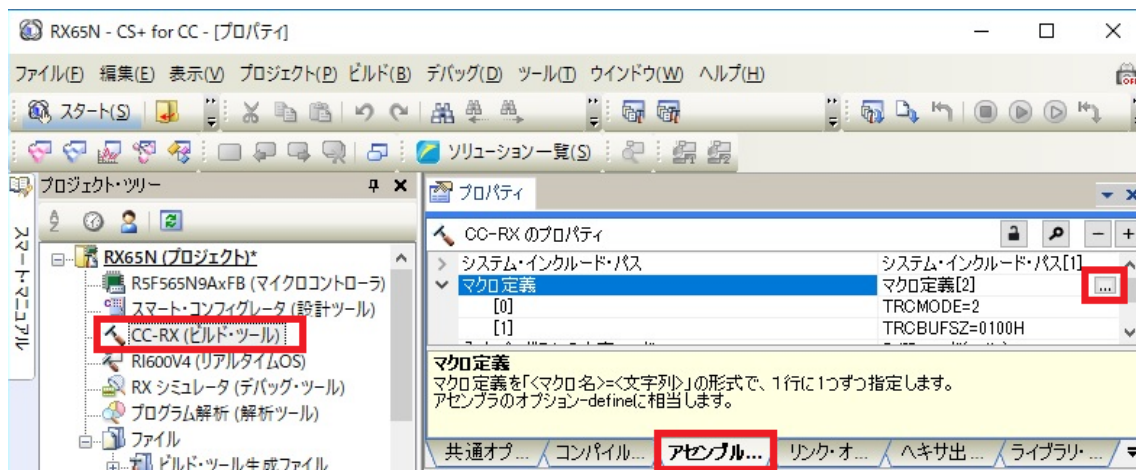 RX65N - CS+ for CC - [プロパティ]
ファイル(F) 編集(E) 表示(V) プロジェクト(P) ビルド(B) デバッグ(D) ツール(T) ウインドウ(W) ヘルプ(H)
スタート(S)
ソリューション一覧(S)
プロジェクト・ツリー
プロパティ
スマート・マニュアル
CC-RX のプロパティ
RX65N (プロジェクト)*
システム・インクルード・パス システム・インクルード・パス[1]
R5F565N9AxFB (マイクロコントローラ)
マクロ定義 マクロ定義[2] ...
スマート・コンフィグレータ (設計ツール)
[0] TRCMODE=2
CC-RX (ビルド・ツール)
[1] TRCBUFSZ=0100H
RI600V4 (リアルタイムOS)
マクロ定義
RX シミュレータ (デバッグ・ツール)
マクロ定義を「<マクロ名>=<文字列>」の形式で、1行に1つずつ指定します。
アセンブラのオプション-defineに相当します。
プログラム解析 (解析ツール)
ファイル
共通オプ... コンパイル... アセンブル... リンク・オ... ヘキサ出... ライブラリ・...
ビルド・ツール生成ファイル